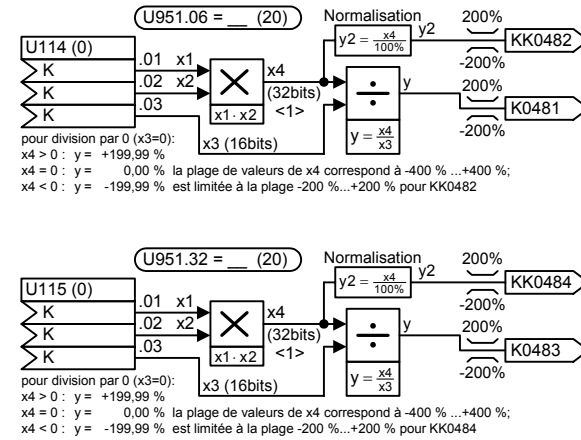 U951.06 = __ (20)
Normalisation
200%
U114 (0)
y2 = x4/100%
y2
KK0482
K
.01 x1
-200%
K
.02 x2
x4
y
200%
K
.03
(32bits)
K0481
<1>
x1 · x2
y = x4/x3
-200%
x3 (16bits)
pour division par 0 (x3=0):
x4 > 0 : y = +199,99 %
x4 = 0 : y = 0,00 % la plage de valeurs de x4 correspond à -400 % ...+400 %;
x4 < 0 : y = -199,99 % est limitée à la plage -200 %...+200 % pour KK0482
U951.32 = __ (20)
Normalisation
200%
U115 (0)
y2 = x4/100%
y2
KK0484
K
.01 x1
-200%
K
.02 x2
x4
y
200%
K
.03
(32bits)
K0483
<1>
x1 · x2
y = x4/x3
-200%
x3 (16bits)
pour division par 0 (x3=0):
x4 > 0 : y = +199,99 %
x4 = 0 : y = 0,00 % la plage de valeurs de x4 correspond à -400 % ...+400 %;
x4 < 0 : y = -199,99 % est limitée à la plage -200 %...+200 % pour KK0484